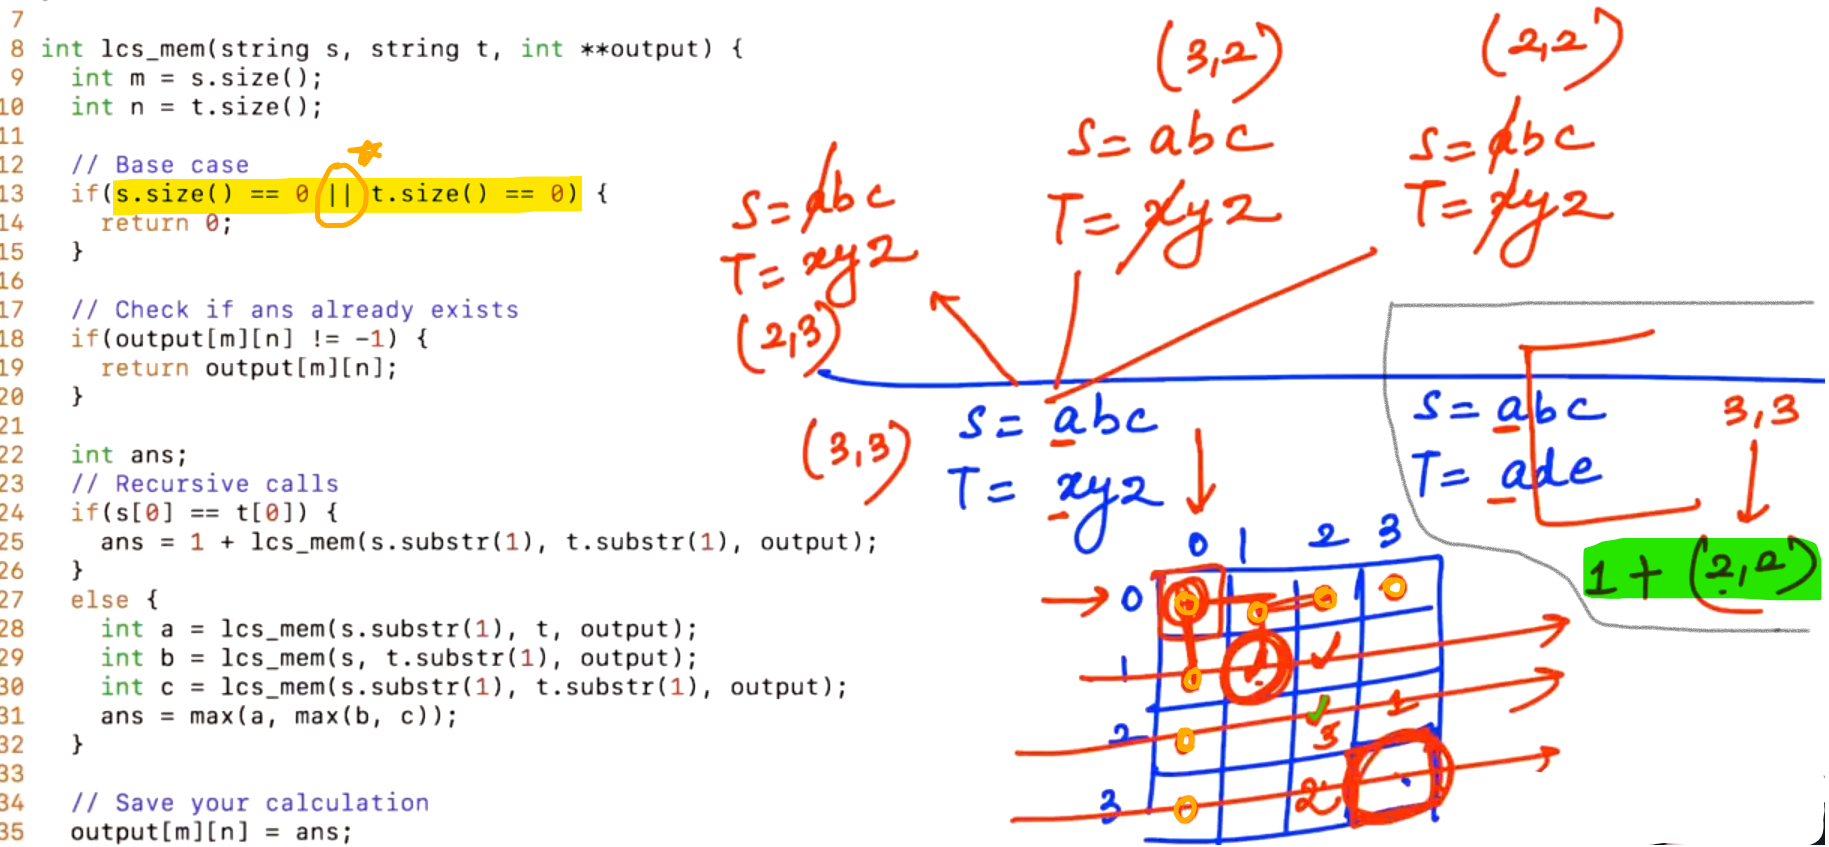 7
8 int lcs_mem(string s, string t, int **output) {
9 int m = s.size();
10 int n = t.size();
11
12 // Base case
13 if(s.size() == 0 || t.size() == 0) {
14 return 0;
15 }
16
17 // Check if ans already exists
18 if(output[m][n] != -1) {
19 return output[m][n];
20 }
21
22 int ans;
23 // Recursive calls
24 if(s[0] == t[0]) {
25 ans = 1 + lcs_mem(s.substr(1), t.substr(1), output);
26 }
27 else {
28 int a = lcs_mem(s.substr(1), t, output);
29 int b = lcs_mem(s, t.substr(1), output);
30 int c = lcs_mem(s.substr(1), t.substr(1), output);
31 ans = max(a, max(b, c));
32 }
33
34 // Save your calculation
35 output[m][n] = ans;
S = abc
T = xyz
(2,3)
(3,2)
S = abc
T = xyz
(2,2)
S = abc
T = xyz
(3,3)
S = abc
T = xyz
S = abc
T = ade
3,3
1 + (2,2)
0 1 2 3
0 0 0 0 0
1 0
2 0 3 1
3 0 2